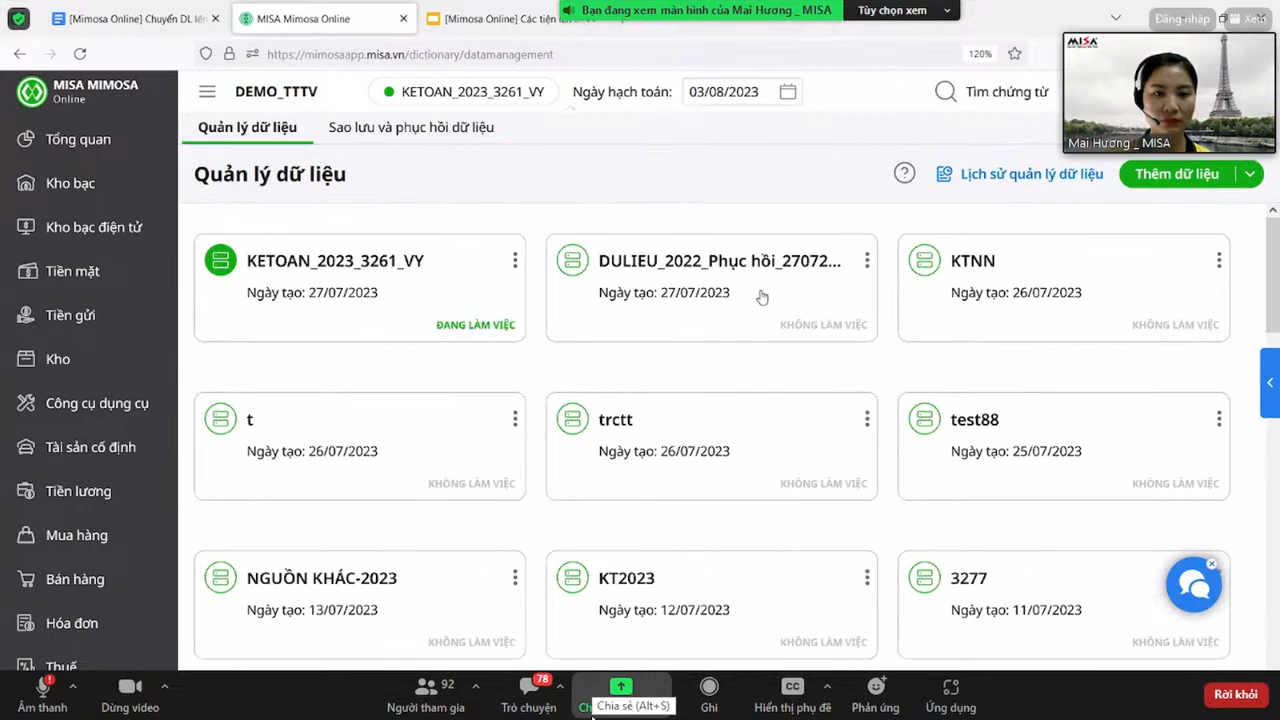 [Mimosa Online] Chuyển DL lên
MISA Mimosa Online
[Mimosa Online] Các tiện ích
Bạn đang xem màn hình của Mai Hương _ MISA
Tùy chọn xem
Đăng nhập
Xem
https://mimosaapp.misa.vn/dictionary/datamanagement
120%
MISA MIMOSA
Online
DEMO_TTTV
KETOAN_2023_3261_VY
Ngày hạch toán:
03/08/2023
Tìm chứng từ
MISA
Mai Hương _ MISA
Tổng quan
Kho bạc
Kho bạc điện tử
Tiền mặt
Tiền gửi
Kho
Công cụ dụng cụ
Tài sản cố định
Tiền lương
Mua hàng
Bán hàng
Hóa đơn
Thuế
Quản lý dữ liệu
Sao lưu và phục hồi dữ liệu
Quản lý dữ liệu
Lịch sử quản lý dữ liệu
Thêm dữ liệu
KETOAN_2023_3261_VY
Ngày tạo: 27/07/2023
ĐANG LÀM VIỆC
DULIEU_2022_Phục hồi_27072...
Ngày tạo: 27/07/2023
KHÔNG LÀM VIỆC
KTNN
Ngày tạo: 26/07/2023
KHÔNG LÀM VIỆC
t
Ngày tạo: 26/07/2023
KHÔNG LÀM VIỆC
trctt
Ngày tạo: 26/07/2023
KHÔNG LÀM VIỆC
test88
Ngày tạo: 25/07/2023
KHÔNG LÀM VIỆC
NGUỒN KHÁC-2023
Ngày tạo: 13/07/2023
KHÔNG LÀM VIỆC
KT2023
Ngày tạo: 12/07/2023
KHÔNG LÀM VIỆC
3277
Ngày tạo: 11/07/2023
KHÔNG LÀM VIỆC
Âm thanh
Dừng video
92
Người tham gia
78
Trò chuyện
Chia sẻ (Alt+S)
Ghi
CC
Hiển thị phụ đề
Phản ứng
Ứng dụng
Rời khỏi